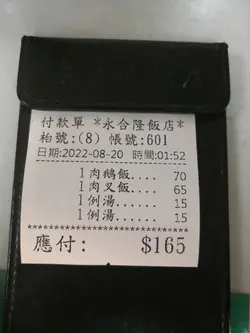 付款單 *永合隆飯店*
枱號:(8) 帳號:601
日期:2022-08-20 時間:01:52
1肉鵝飯..... 70
1肉叉飯.... 65
1例湯........ 15
1例湯........ 15
********************************
應付: $165